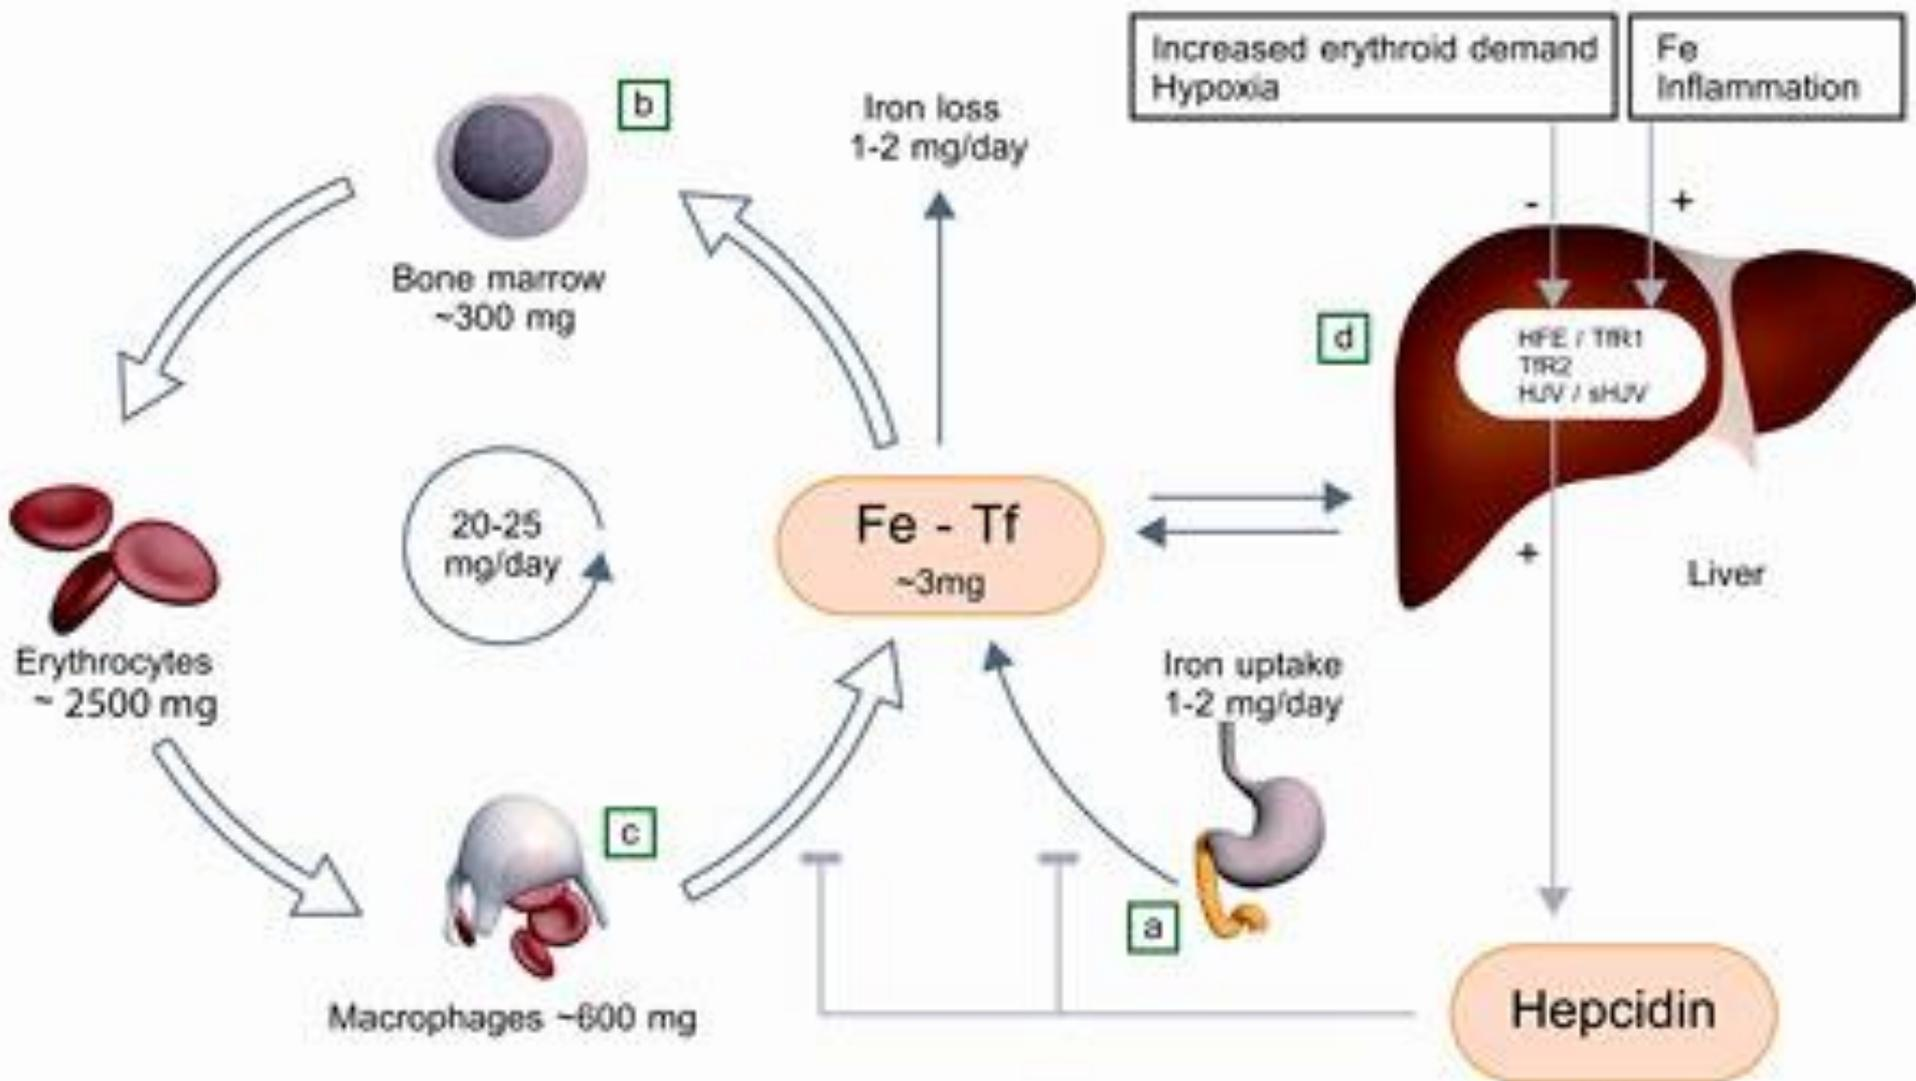 Increased erythroid demand
Hypoxia
Fe
Inflammation
b
Iron loss
1-2 mg/day
-
+
Bone marrow
~300 mg
d
HFE / TfR1
TfR2
HJV / sHJV
20-25
mg/day
Fe - Tf
~3mg
+
Liver
Erythrocytes
~ 2500 mg
Iron uptake
1-2 mg/day
c
a
Macrophages ~600 mg
Hepcidin